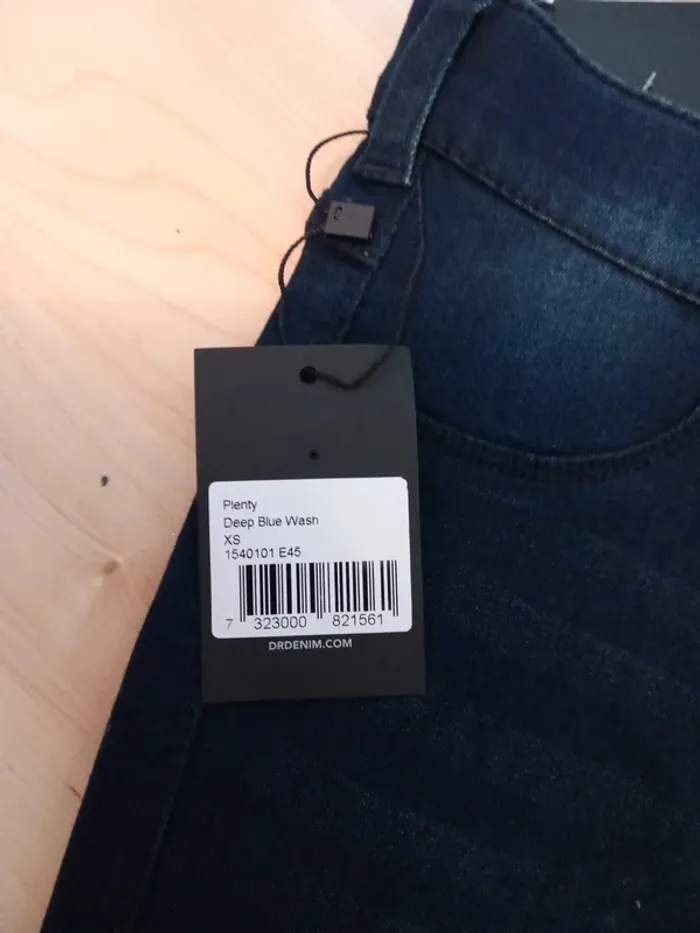 Plenty
Deep Blue Wash
XS
1540101 E45
7 323000 821561
DRDENIM.COM